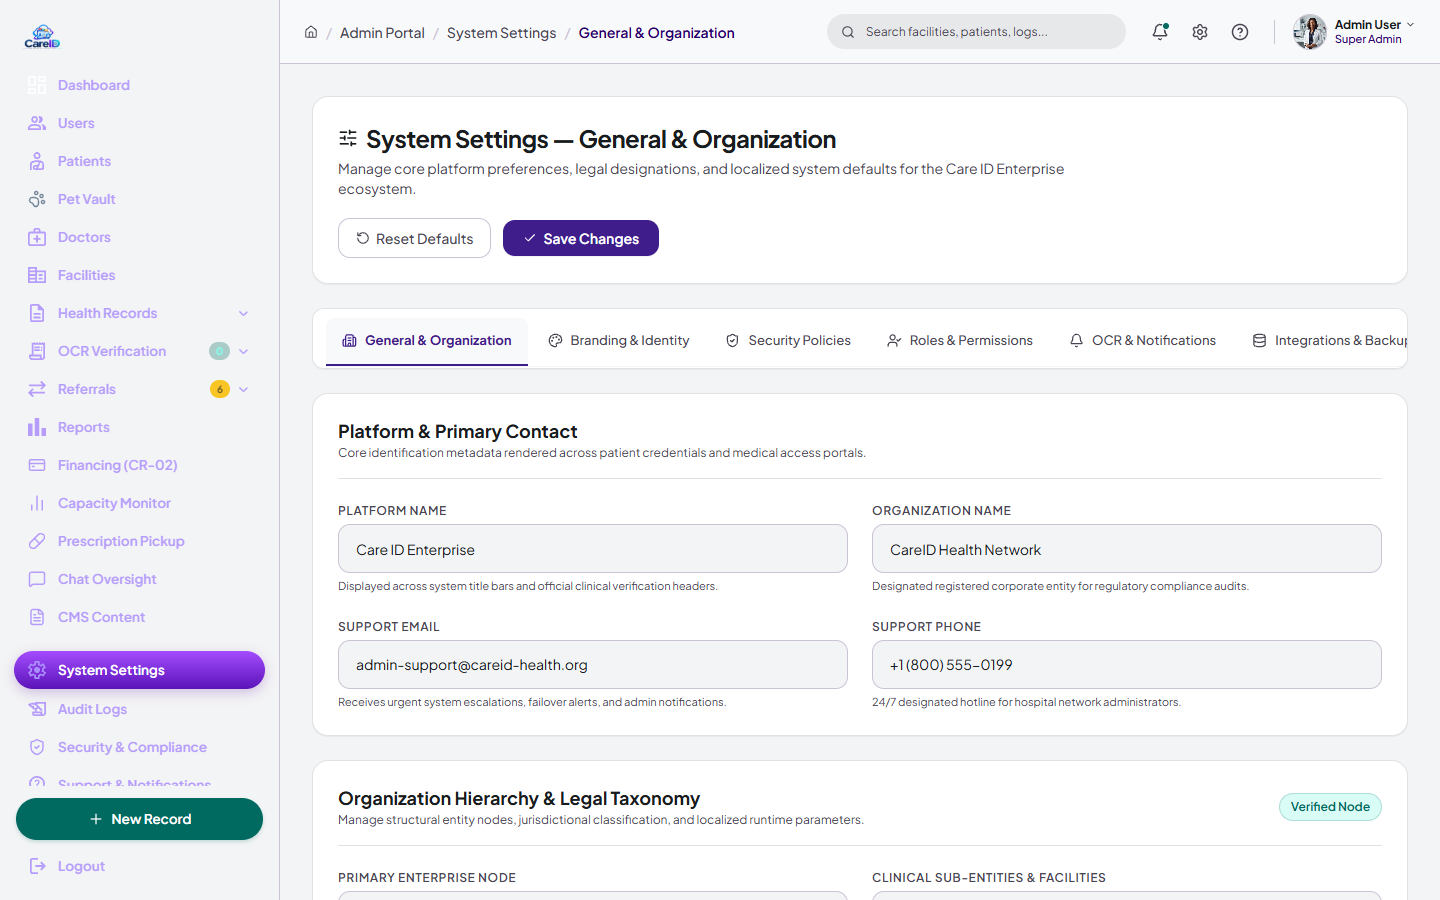 CareID
Dashboard
Users
Patients
Pet Vault
Doctors
Facilities
Health Records
OCR Verification
0
Referrals
6
Reports
Financing (CR-02)
Capacity Monitor
Prescription Pickup
Chat Oversight
CMS Content
System Settings
Audit Logs
Security & Compliance
Support & Notifications
+ New Record
Logout
/ Admin Portal / System Settings / General & Organization
Search facilities, patients, logs...
Admin User
Super Admin
System Settings — General & Organization
Manage core platform preferences, legal designations, and localized system defaults for the Care ID Enterprise
ecosystem.
Reset Defaults
Save Changes
General & Organization
Branding & Identity
Security Policies
Roles & Permissions
OCR & Notifications
Integrations & Backup
Platform & Primary Contact
Core identification metadata rendered across patient credentials and medical access portals.
PLATFORM NAME
Care ID Enterprise
Displayed across system title bars and official clinical verification headers.
ORGANIZATION NAME
CareID Health Network
Designated registered corporate entity for regulatory compliance audits.
SUPPORT EMAIL
admin-support@careid-health.org
Receives urgent system escalations, failover alerts, and admin notifications.
SUPPORT PHONE
+1 (800) 555-0199
24/7 designated hotline for hospital network administrators.
Organization Hierarchy & Legal Taxonomy
Manage structural entity nodes, jurisdictional classification, and localized runtime parameters.
Verified Node
PRIMARY ENTERPRISE NODE
CLINICAL SUB-ENTITIES & FACILITIES